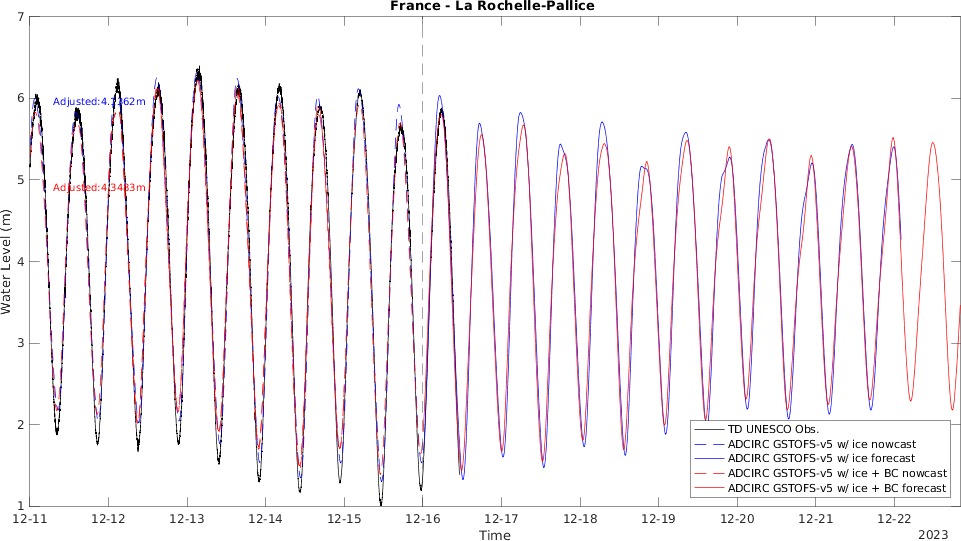 France - La Rochelle-Pallice
7
6
5
4
3
2
1
Water Level (m)
Adjusted:4.3483m
12-11
12-12
12-13
12-14
12-15
12-16
12-17
12-18
12-19
12-20
12-21
12-22
Time
2023
TD UNESCO Obs.
ADCIRC GSTOFS-v5 w/ ice nowcast
ADCIRC GSTOFS-v5 w/ ice forecast
ADCIRC GSTOFS-v5 w/ ice + BC nowcast
ADCIRC GSTOFS-v5 w/ ice + BC forecast